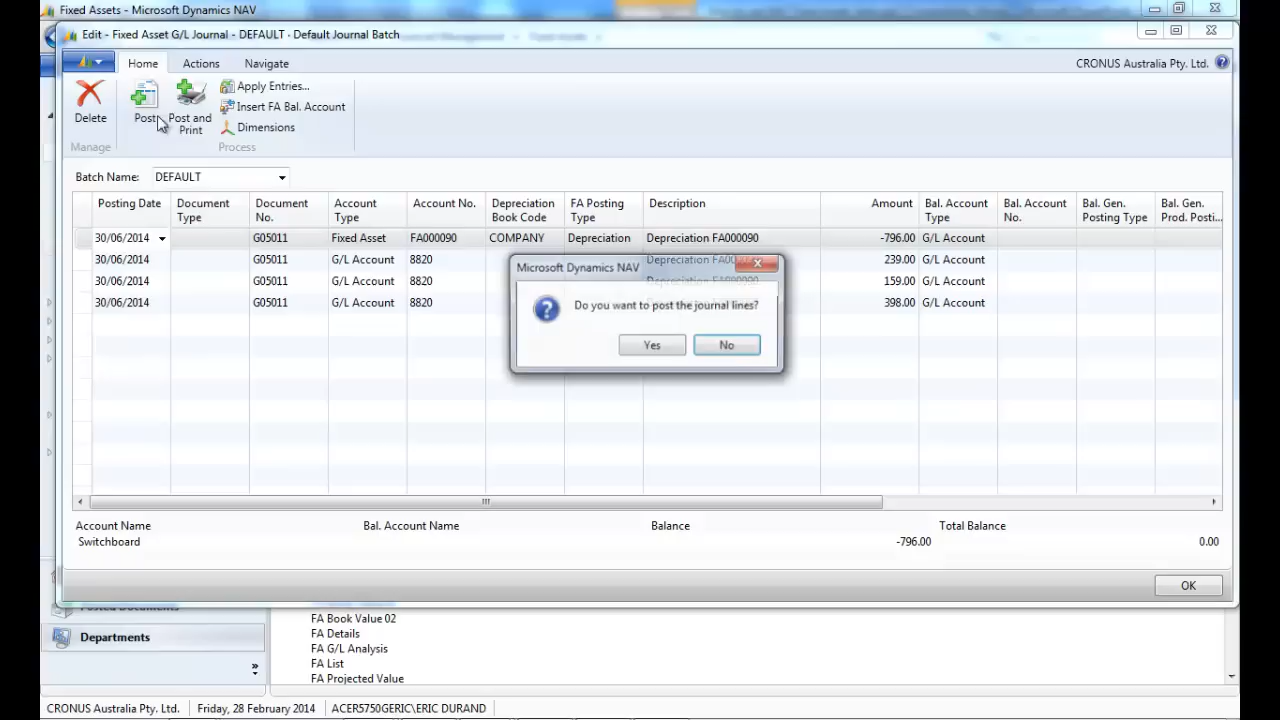 Fixed Assets - Microsoft Dynamics NAV
Edit - Fixed Asset G/L Journal - DEFAULT · Default Journal Batch
Home Actions Navigate CRONUS Australia Pty. Ltd.
Delete Post Post and Print
Apply Entries...
Insert FA Bal. Account
Dimensions
Manage Process
Batch Name: DEFAULT
Posting Date Document Type Document No. Account Type Account No. Depreciation Book Code FA Posting Type Description Amount Bal. Account Type Bal. Account No. Bal. Gen. Posting Type Bal. Gen. Prod. Posti...
30/06/2014 G05011 Fixed Asset FA000090 COMPANY Depreciation Depreciation FA000090 -796.00 G/L Account
30/06/2014 G05011 G/L Account 8820 239.00 G/L Account
30/06/2014 G05011 G/L Account 8820 159.00 G/L Account
30/06/2014 G05011 G/L Account 8820 398.00 G/L Account
Microsoft Dynamics NAV
Do you want to post the journal lines?
Yes No
Account Name Bal. Account Name Balance Total Balance
Switchboard -796.00 0.00
OK
Posted Documents
Departments
FA Book Value 02
FA Details
FA G/L Analysis
FA List
FA Projected Value
CRONUS Australia Pty. Ltd. Friday, 28 February 2014 ACER5750GERIC\ERIC DURAND